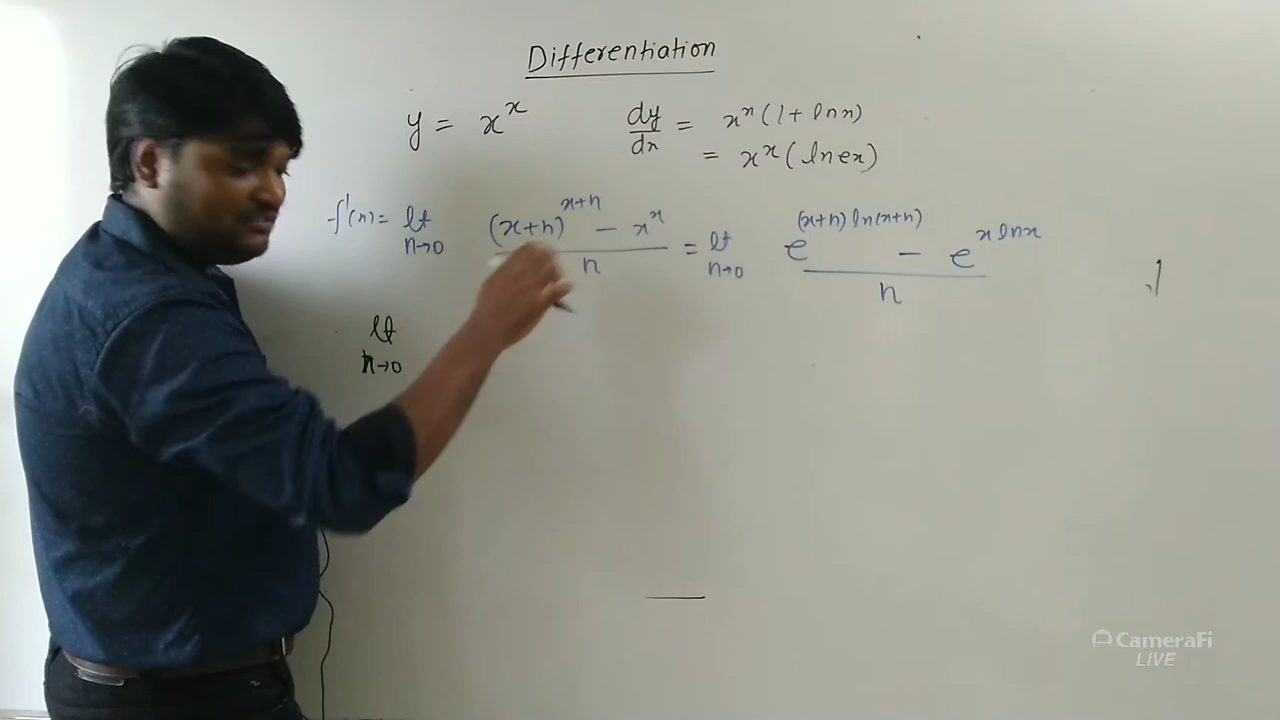 Differentiation
y = x^x dy/dx = x^x (1 + ln x)
= x^x (ln ex)
f'(x) = lt h→0 (x+h)^(x+h) - x^x / h = lt h→0 e^((x+h) ln(x+h)) - e^(x ln x) / h
lt h→0
CameraFi
LIVE